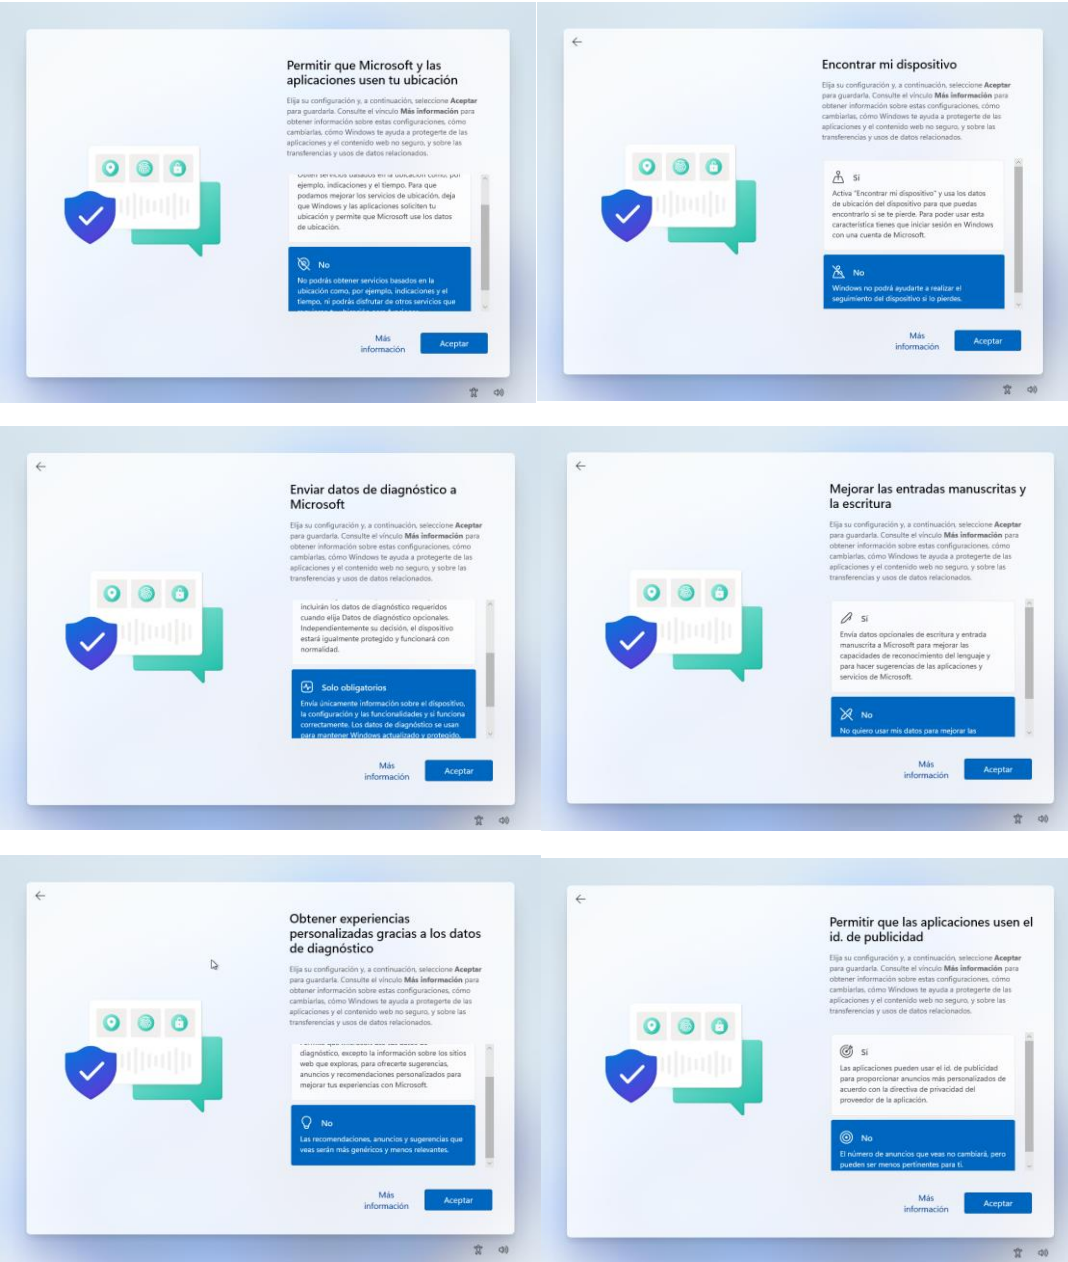 Permitir que Microsoft y las
aplicaciones usen tu ubicación
Elija su configuración y, a continuación, seleccione Aceptar
para guardarla. Consulte el vínculo Más información para
obtener información sobre estas configuraciones, cómo
cambiarlas, cómo Windows te ayuda a protegerte de las
aplicaciones y el contenido web no seguro, y sobre las
transferencias y usos de datos relacionados.
Obtén servicios basados en la ubicación como, por
ejemplo, indicaciones y el tiempo. Para que
podamos mejorar los servicios de ubicación, deja
que Windows y las aplicaciones soliciten tu
ubicación y permite que Microsoft use los datos
de ubicación.
No
No podrás obtener servicios basados en la
ubicación como, por ejemplo, indicaciones y el
tiempo, ni podrás disfrutar de otros servicios que
Más
información
Aceptar
Encontrar mi dispositivo
Elija su configuración y, a continuación, seleccione Aceptar
para guardarla. Consulte el vínculo Más información para
obtener información sobre estas configuraciones, cómo
cambiarlas, cómo Windows te ayuda a protegerte de las
aplicaciones y el contenido web no seguro, y sobre las
transferencias y usos de datos relacionados.
Sí
Activa "Encontrar mi dispositivo" y usa los datos
de ubicación del dispositivo para que puedas
encontrarlo si se te pierde. Para poder usar esta
característica tienes que iniciar sesión en Windows
con una cuenta de Microsoft.
No
Windows no podrá ayudarte a realizar el
seguimiento del dispositivo si lo pierdes.
Más
información
Aceptar
Enviar datos de diagnóstico a
Microsoft
Elija su configuración y, a continuación, seleccione Aceptar
para guardarla. Consulte el vínculo Más información para
obtener información sobre estas configuraciones, cómo
cambiarlas, cómo Windows te ayuda a protegerte de las
aplicaciones y el contenido web no seguro, y sobre las
transferencias y usos de datos relacionados.
incluirán los datos de diagnóstico requeridos
cuando elija Datos de diagnóstico opcionales.
Independientemente su decisión, el dispositivo
estará igualmente protegido y funcionará con
normalidad.
Solo obligatorios
Envía únicamente información sobre el dispositivo,
la configuración y las funcionalidades y si funciona
correctamente. Los datos de diagnóstico se usan
para mantener Windows actualizado y protegido,
Más
información
Aceptar
Mejorar las entradas manuscritas y
la escritura
Elija su configuración y, a continuación, seleccione Aceptar
para guardarla. Consulte el vínculo Más información para
obtener información sobre estas configuraciones, cómo
cambiarlas, cómo Windows te ayuda a protegerte de las
aplicaciones y el contenido web no seguro, y sobre las
transferencias y usos de datos relacionados.
Sí
Envía datos opcionales de escritura y entrada
manuscrita a Microsoft para mejorar las
capacidades de reconocimiento del lenguaje y
para hacer sugerencias de las aplicaciones y
servicios de Microsoft.
No
No quiero usar mis datos para mejorar las
Más
información
Aceptar
Obtener experiencias
personalizadas gracias a los datos
de diagnóstico
Elija su configuración y, a continuación, seleccione Aceptar
para guardarla. Consulte el vínculo Más información para
obtener información sobre estas configuraciones, cómo
cambiarlas, cómo Windows te ayuda a protegerte de las
aplicaciones y el contenido web no seguro, y sobre las
transferencias y usos de datos relacionados.
diagnóstico, excepto la información sobre los sitios
web que exploras, para ofrecerte sugerencias,
anuncios y recomendaciones personalizados para
mejorar tus experiencias con Microsoft.
No
Las recomendaciones, anuncios y sugerencias que
veas serán más genéricos y menos relevantes.
Más
información
Aceptar
Permitir que las aplicaciones usen el
id. de publicidad
Elija su configuración y, a continuación, seleccione Aceptar
para guardarla. Consulte el vínculo Más información para
obtener información sobre estas configuraciones, cómo
cambiarlas, cómo Windows te ayuda a protegerte de las
aplicaciones y el contenido web no seguro, y sobre las
transferencias y usos de datos relacionados.
Sí
Las aplicaciones pueden usar el id. de publicidad
para proporcionar anuncios más personalizados de
acuerdo con la directiva de privacidad del
proveedor de la aplicación.
No
El número de anuncios que veas no cambiará, pero
pueden ser menos pertinentes para ti.
Más
información
Aceptar